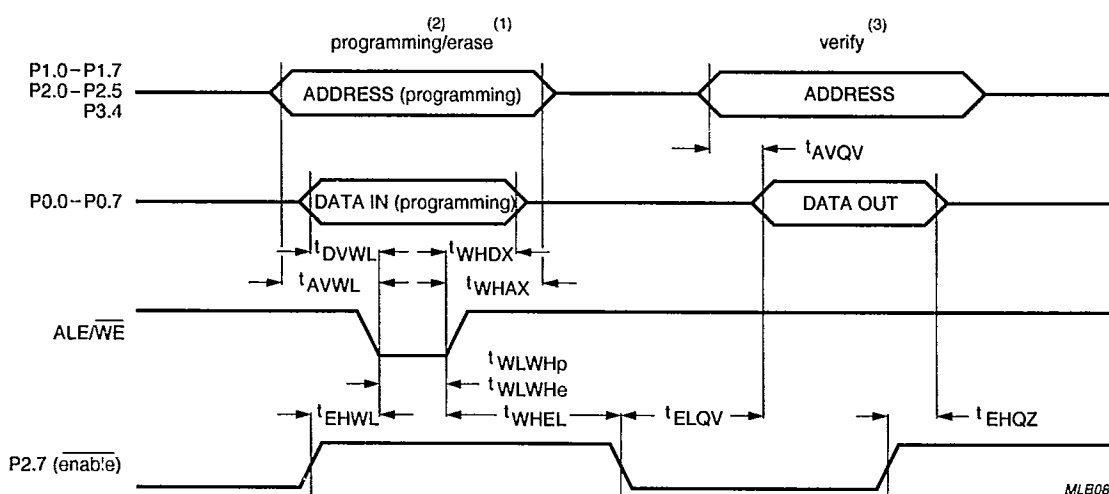 programming/erase (2) (1)
verify (3)
P1.0–P1.7
P2.0–P2.5
P3.4
ADDRESS (programming)
ADDRESS
tAVQV
P0.0–P0.7
DATA IN (programming)
DATA OUT
tDVWL
tWHDX
tAVWL
tWHAX
ALE/WE
tWLWHp
tWLWHe
tEHWL
tWHEL
tELQV
tEHQZ
P2.7 (enable)
MLB08